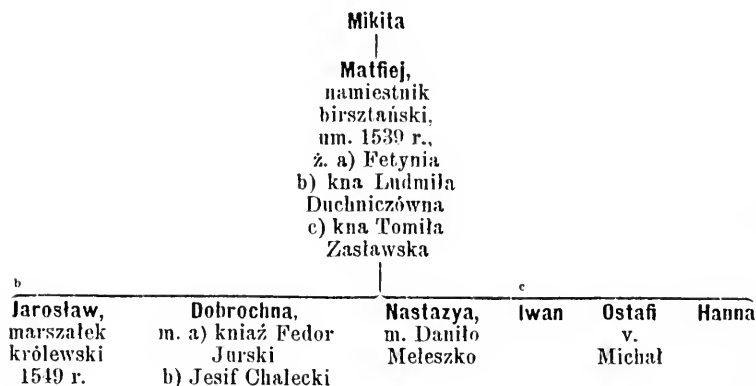 Mikita
Matfiej,
namiestnik
birsztański,
um. 1539 r.,
ż. a) Fetynia
b) kna Ludmiła
Duchniczówna
c) kna Tomiła
Zasławska
b c
Jarosław, Dobrochna, Nastazya, Iwan Ostafi Hanna
marszałek m. a) kniaź Fedor m. Daniło v.
królewski Jurski Meleszko Michał
1549 r. b) Jesif Chalecki